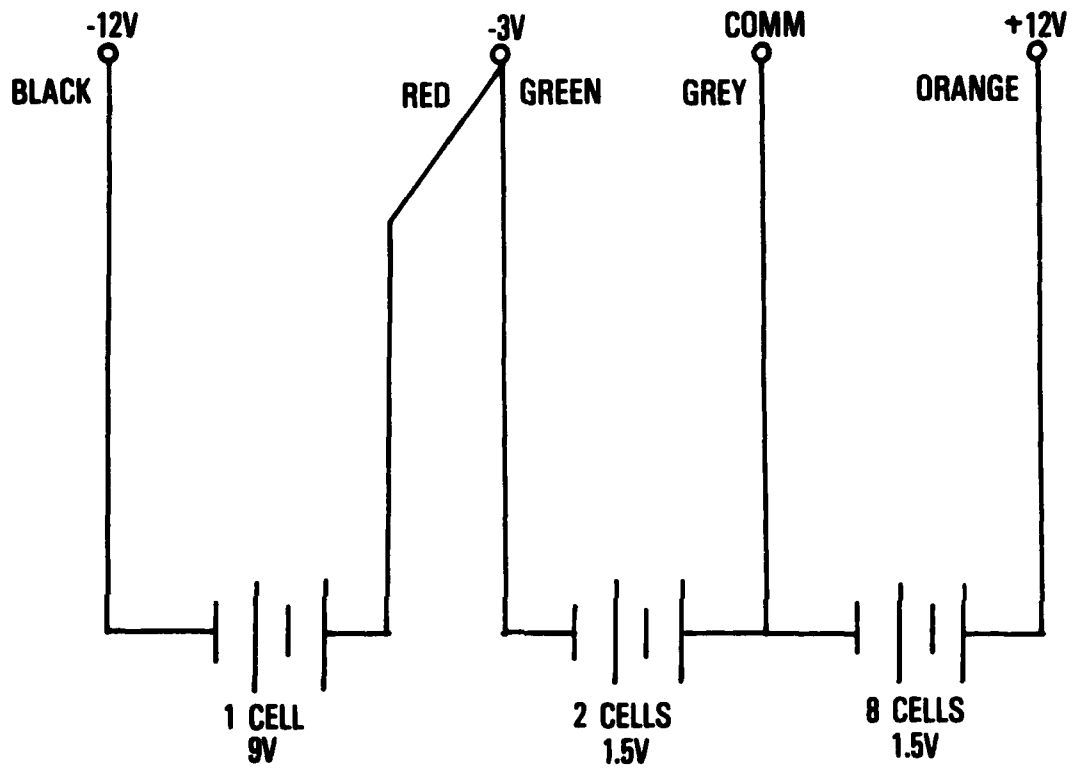 -12V
-3V
COMM
+12V
BLACK
RED
GREEN
GREY
ORANGE
1 CELL
9V
2 CELLS
1.5V
8 CELLS
1.5V